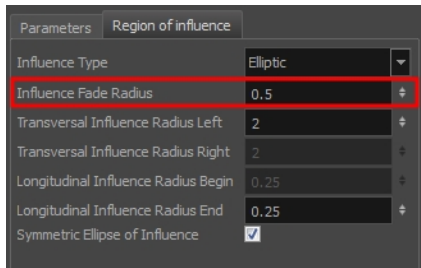 Parameters Region of influence
Influence Type Elliptic
Influence Fade Radius 0.5
Transversal Influence Radius Left 2
Transversal Influence Radius Right 2
Longitudinal Influence Radius Begin 0.25
Longitudinal Influence Radius End 0.25
Symmetric Ellipse of Influence